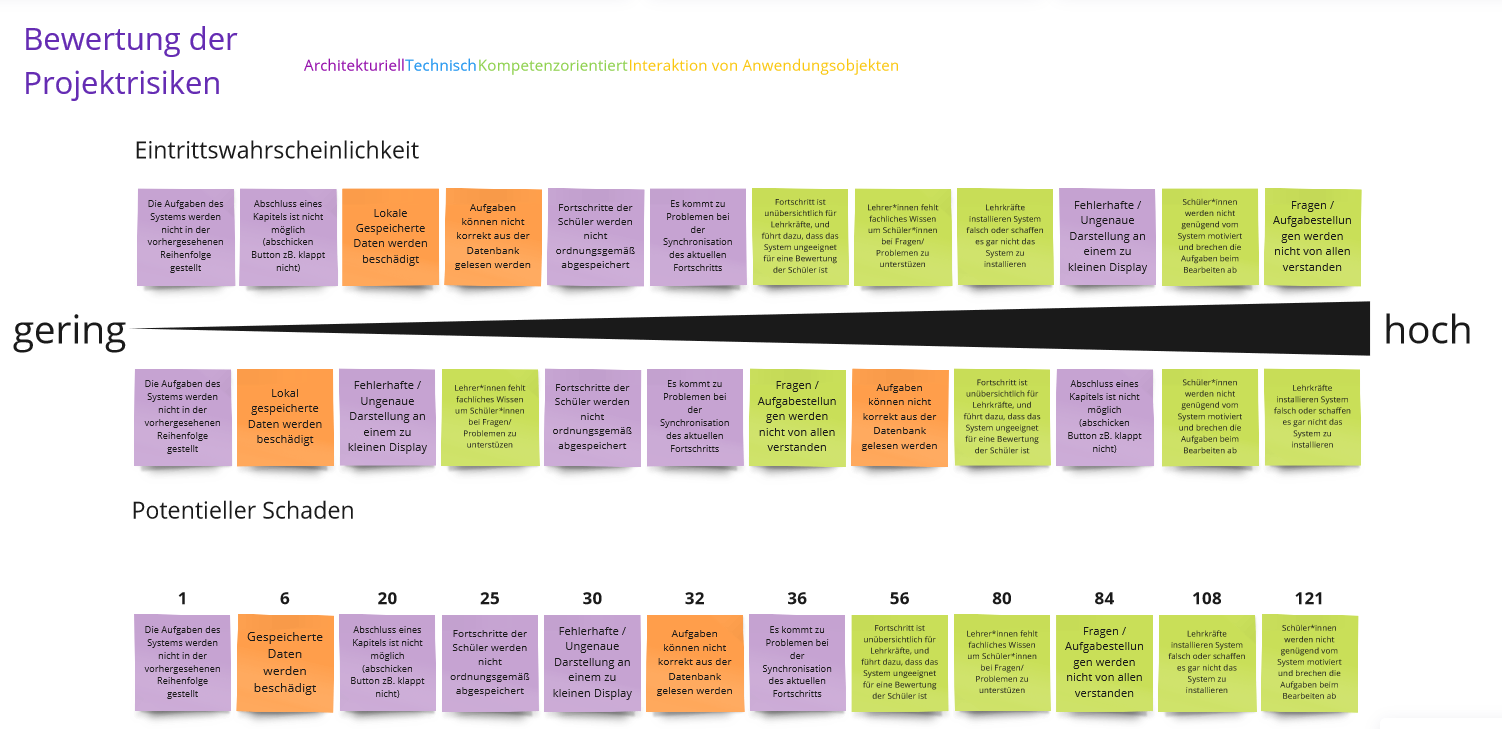 Bewertung der
Projektrisiken
ArchitekturiellTechnischKompetenzorientiertInteraktion von Anwendungsobjekten
Eintrittswahrscheinlichkeit
Die Aufgaben des
Systems werden
nicht in der
vorhergesehenen
Reihenfolge
gestellt
Abschluss eines
Kapitels ist nicht
möglich
(abschicken
Button zB. klappt
nicht)
Lokale
Gespeicherte
Daten werden
beschädigt
Aufgaben
können nicht
korrekt aus der
Datenbank
gelesen werden
Fortschritte der
Schüler werden
nicht
ordnungsgemäß
abgespeichert
Es kommt zu
Problemen bei
der
Synchronisation
des aktuellen
Fortschritts
Fortschritt ist
unübersichtlich für
Lehrkräfte, und
führt dazu, dass das
System ungeeignet
für eine Bewertung
der Schüler ist
Lehrer*innen fehlt
fachliches Wissen
um Schüler*innen
bei Fragen/
Problemen zu
unterstützen
Lehrkräfte
installieren System
falsch oder schaffen
es gar nicht das
System zu
installieren
Fehlerhafte /
Ungenaue
Darstellung an
einem zu
kleinen Display
Schüler*innen
werden nicht
genügend vom
System motiviert
und brechen die
Aufgaben beim
Bearbeiten ab
Fragen /
Aufgabestellun
gen werden
nicht von allen
verstanden
gering
hoch
Die Aufgaben des
Systems werden
nicht in der
vorhergesehenen
Reihenfolge
gestellt
Lokal
gespeicherte
Daten werden
beschädigt
Fehlerhafte /
Ungenaue
Darstellung an
einem zu
kleinen Display
Lehrer*innen fehlt
fachliches Wissen
um Schüler*innen
bei Fragen/
Problemen zu
unterstützen
Fortschritte der
Schüler werden
nicht
ordnungsgemäß
abgespeichert
Es kommt zu
Problemen bei
der
Synchronisation
des aktuellen
Fortschritts
Fragen /
Aufgabestellun
gen werden
nicht von allen
verstanden
Aufgaben
können nicht
korrekt aus der
Datenbank
gelesen werden
Fortschritt ist
unübersichtlich für
Lehrkräfte, und
führt dazu, dass das
System ungeeignet
für eine Bewertung
der Schüler ist
Abschluss eines
Kapitels ist nicht
möglich
(abschicken
Button zB. klappt
nicht)
Schüler*innen
werden nicht
genügend vom
System motiviert
und brechen die
Aufgaben beim
Bearbeiten ab
Lehrkräfte
installieren System
falsch oder schaffen
es gar nicht das
System zu
installieren
Potentieller Schaden
1
6
20
25
30
32
36
56
80
84
108
121
Die Aufgaben des
Systems werden
nicht in der
vorhergesehenen
Reihenfolge
gestellt
Gespeicherte
Daten
werden
beschädigt
Abschluss eines
Kapitels ist nicht
möglich
(abschicken
Button zB. klappt
nicht)
Fortschritte der
Schüler werden
nicht
ordnungsgemäß
abgespeichert
Fehlerhafte /
Ungenaue
Darstellung an
einem zu
kleinen Display
Aufgaben
können nicht
korrekt aus der
Datenbank
gelesen werden
Es kommt zu
Problemen bei
der
Synchronisation
des aktuellen
Fortschritts
Fortschritt ist
unübersichtlich für
Lehrkräfte, und
führt dazu, dass das
System ungeeignet
für eine Bewertung
der Schüler ist
Lehrer*innen fehlt
fachliches Wissen
um Schüler*innen
bei Fragen/
Problemen zu
unterstützen
Fragen /
Aufgabestellun
gen werden
nicht von allen
verstanden
Lehrkräfte
installieren System
falsch oder schaffen
es gar nicht das
System zu
installieren
Schüler*innen
werden nicht
genügend vom
System motiviert
und brechen die
Aufgaben beim
Bearbeiten ab